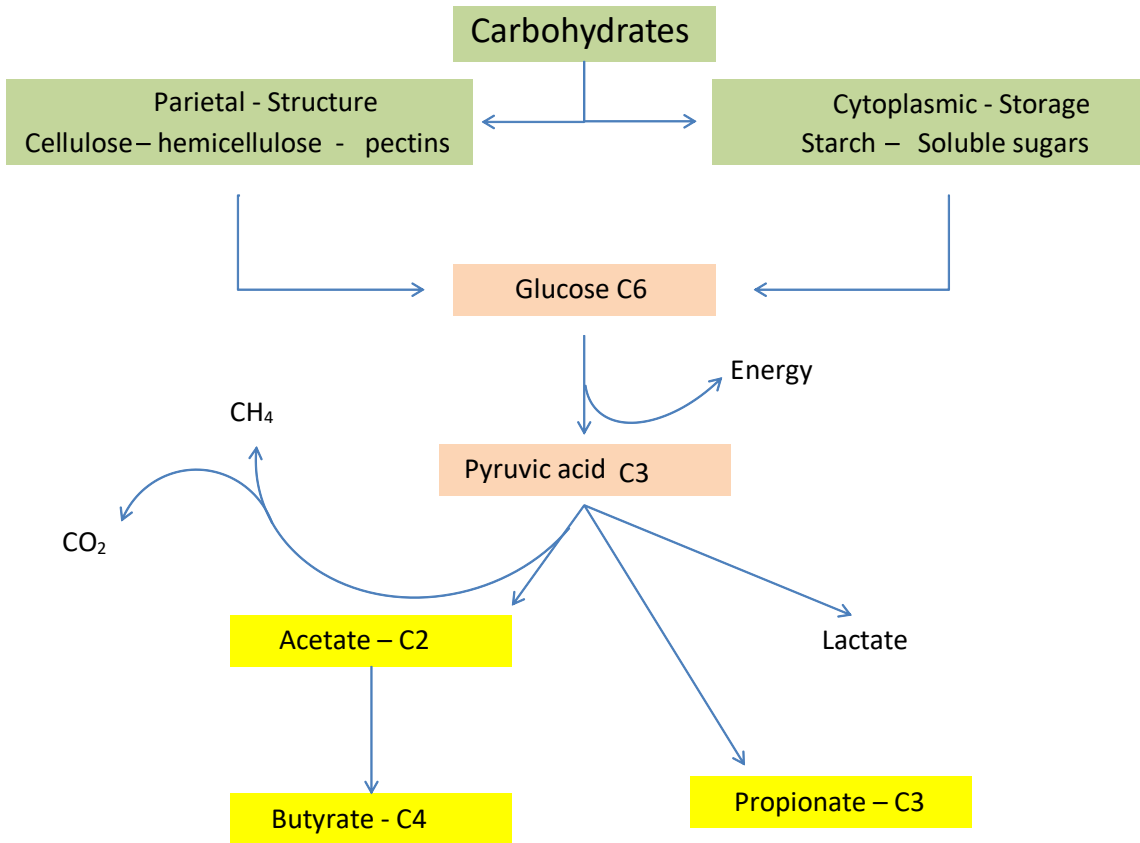 Carbohydrates
Parietal - Structure
Cellulose – hemicellulose - pectins
Cytoplasmic - Storage
Starch – Soluble sugars
Glucose C6
Energy
CH₄
Pyruvic acid C3
CO₂
Acetate – C2
Lactate
Propionate – C3
Butyrate - C4